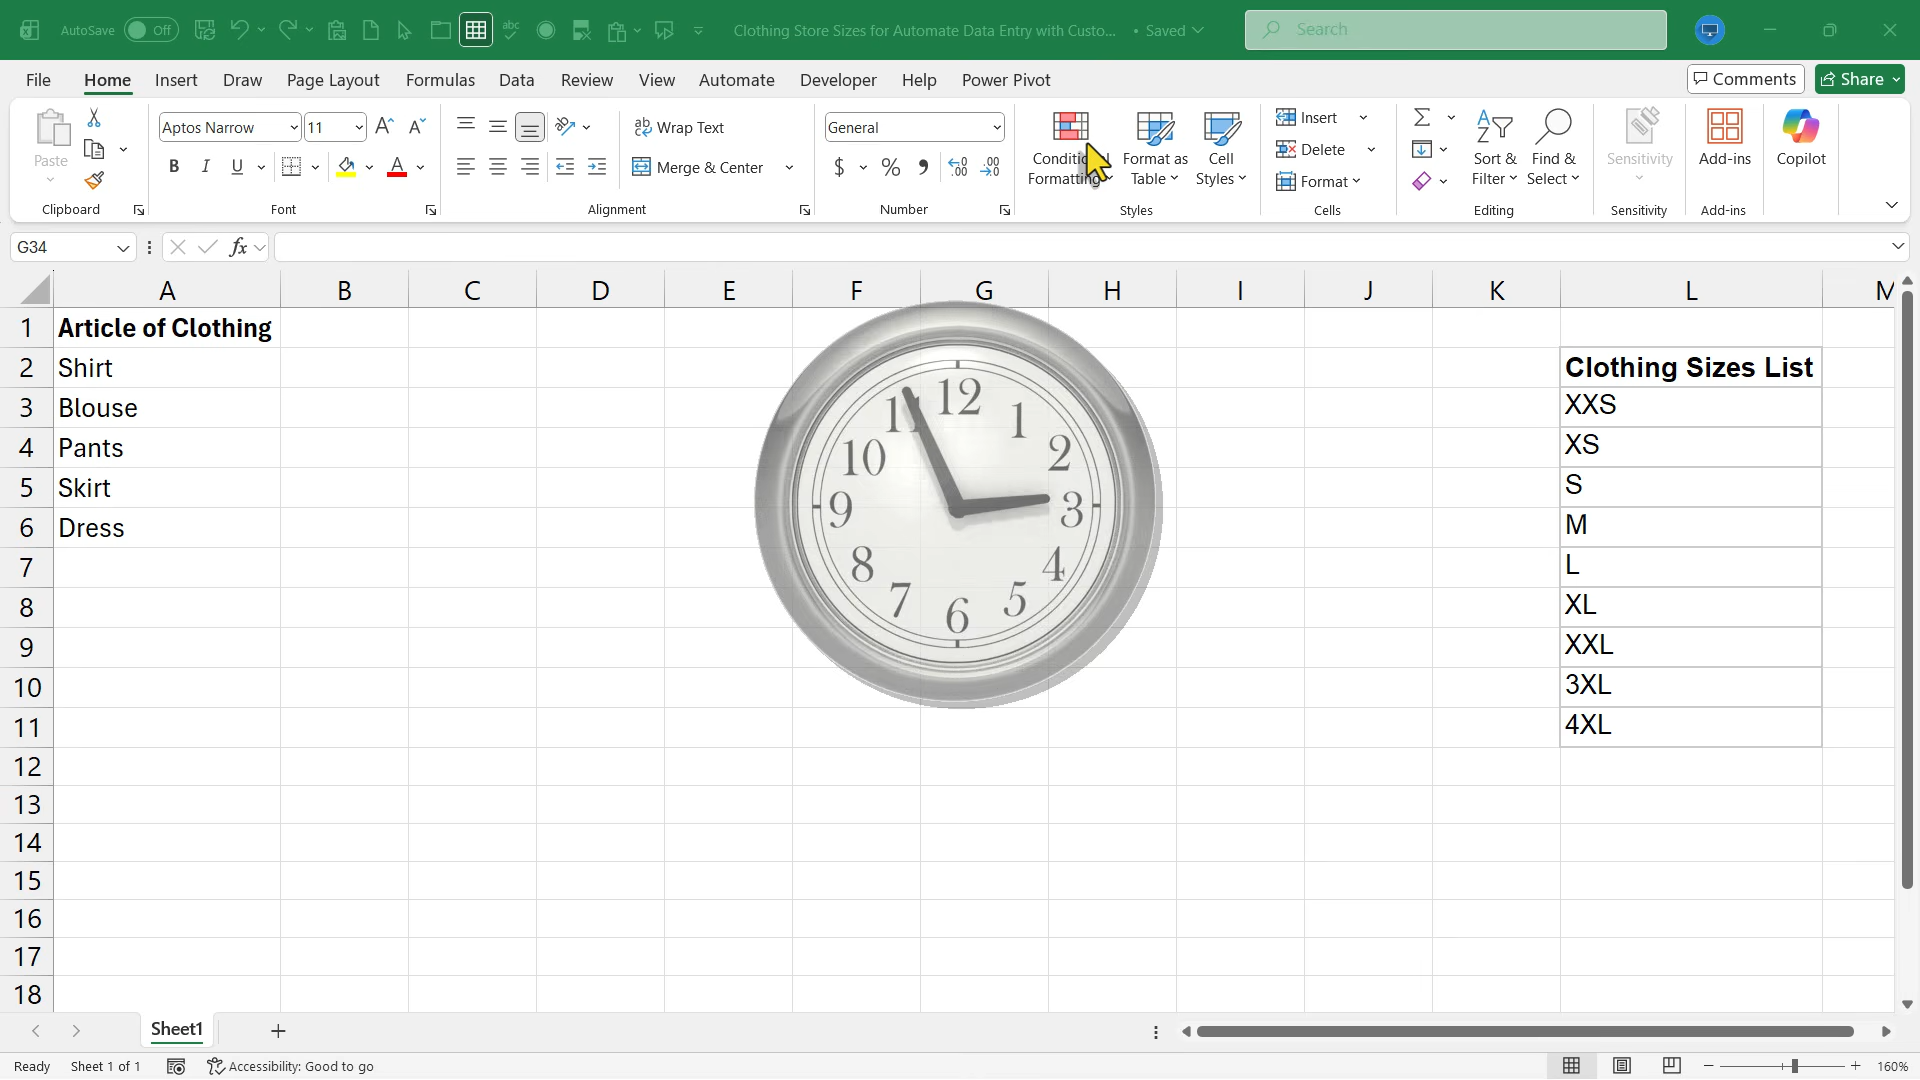 AutoSave Off Clothing Store Sizes for Automate Data Entry with Custo... • Saved Search
File Home Insert Draw Page Layout Formulas Data Review View Automate Developer Help Power Pivot Comments Share
Paste
Clipboard
Aptos Narrow 11
B I U A
Font
Wrap Text
Merge & Center
Alignment
General
$ % 9
Number
Formatting
Format as Table
Cell Styles
Styles
Insert
Delete
Format
Cells
Sort & Filter
Find & Select
Editing
Sensitivity
Sensitivity
Add-ins
Add-ins
Copilot
G34 fx
A B C D E F G H I J K L M
1 Article of Clothing
2 Shirt Clothing Sizes List
3 Blouse XXS
4 Pants XS
5 Skirt S
6 Dress M
7 L
8 XL
9 XXL
10 3XL
11 4XL
12
13
14
15
16
17
18
12
1
2
3
4
5
6
7
8
9
10
11
Sheet1
Ready Sheet 1 of 1 Accessibility: Good to go 160%